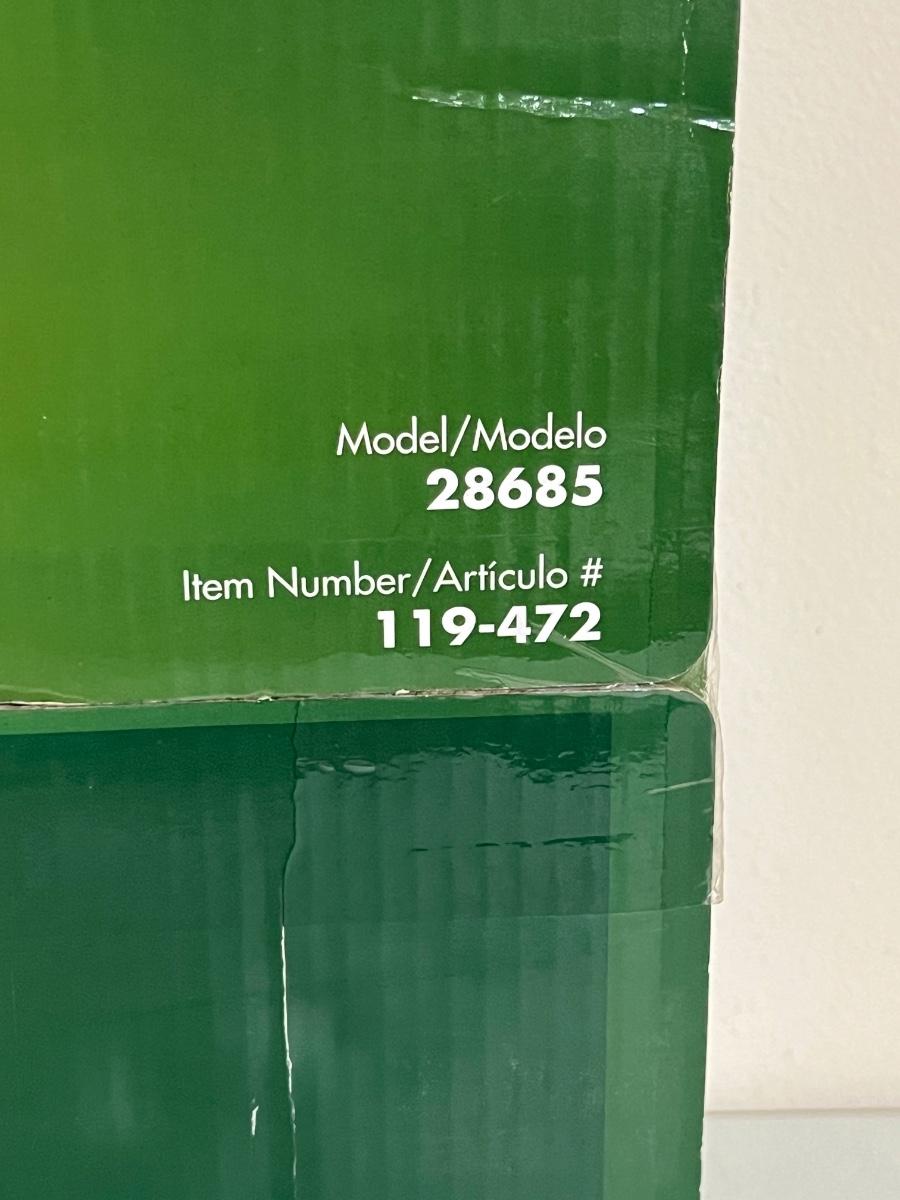 Model/Modelo
28685
Item Number/Artículo #
119-472